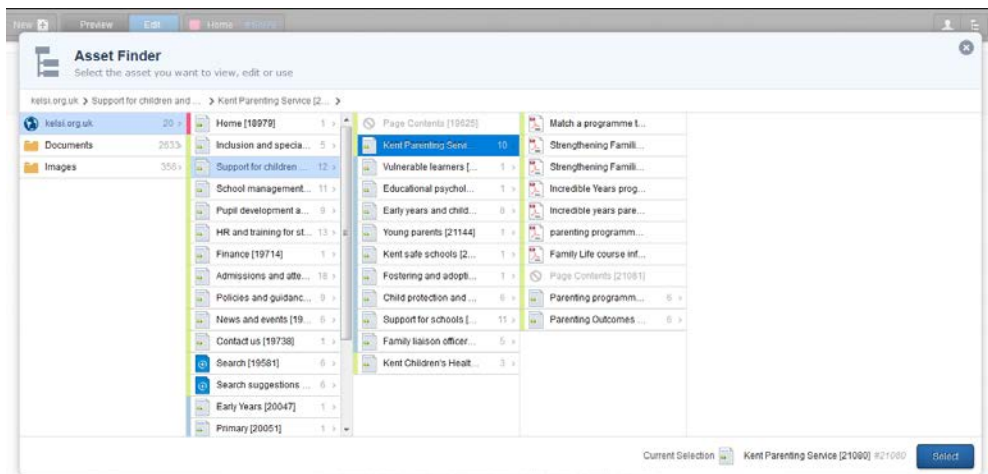 New Preview Edit Home
Asset Finder
Select the asset you want to view, edit or use
kelsi.org.uk > Support for children and ... > Kent Parenting Service [2... >
kelsi.org.uk 20 >
Documents 2633>
Images 358>
Home [18979] 1 >
Inclusion and specia... 5 >
Support for children ... 12 >
School management... 11 >
Pupil development a... 9 >
HR and training for st... 13 >
Finance [19714] 1 >
Admissions and atte... 18 >
Policies and guidanc... 9 >
News and events [19... 6 >
Contact us [19738] 1 >
Search [19581] 6 >
Search suggestions ... 6 >
Early Years [20047] 1 >
Primary [20051] 1 >
Page Contents [19625]
Kent Parenting Servi... 10
Vulnerable learners [... 1 >
Educational psychol... 1 >
Early years and child... 8 >
Young parents [21144] 1 >
Kent safe schools [2... 1 >
Fostering and adopti... 1 >
Child protection and ... 6 >
Support for schools [... 11 >
Family liaison officer... 5 >
Kent Children's Healt... 3 >
Match a programme t...
Strengthening Famili...
Strengthening Famili...
Incredible Years prog...
Incredible years pare...
parenting programm...
Family Life course inf...
Page Contents [21081]
Parenting programm... 6 >
Parenting Outcomes ... 8 >
Current Selection Kent Parenting Service [21080] #21080 Select